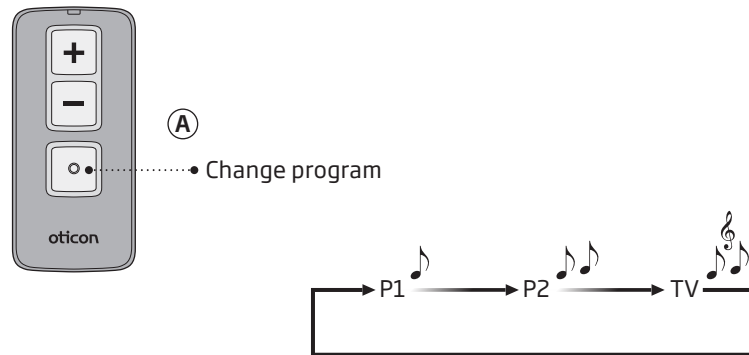 +
−
A
Change program
oticon
P1 P2 TV